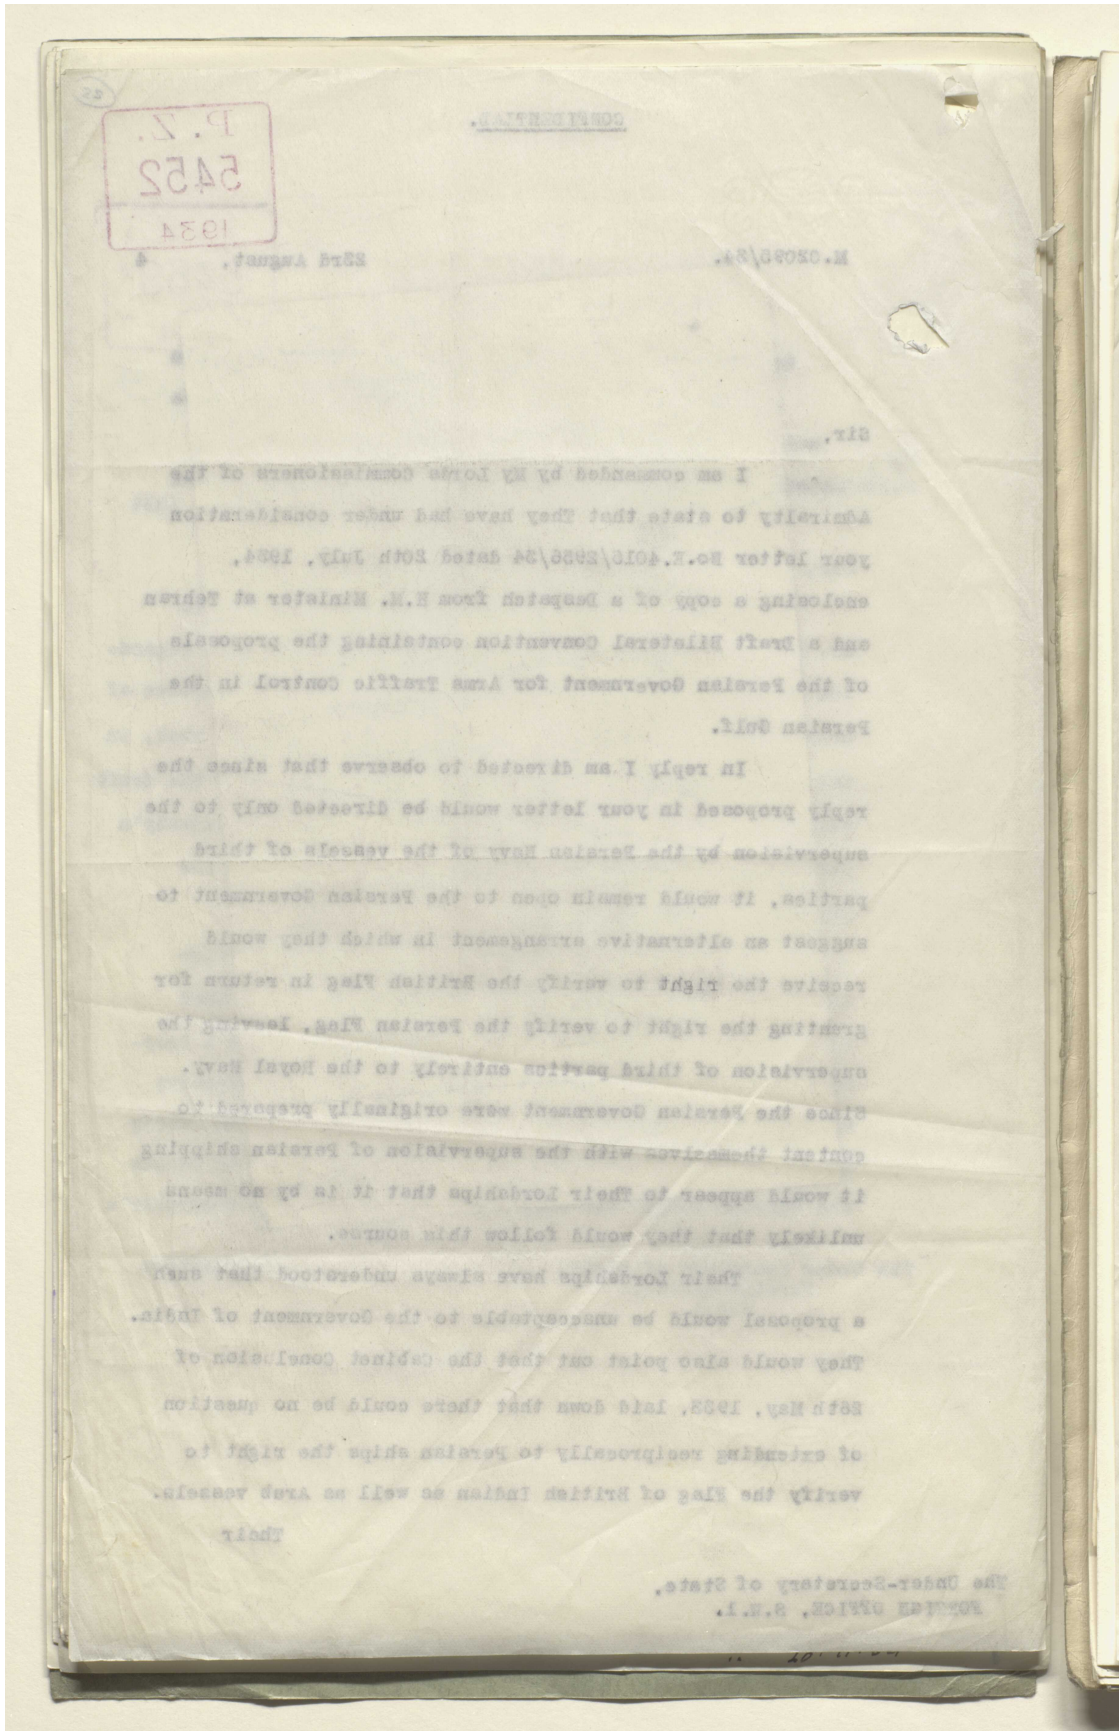 25
P.Z.
5452
1934
CONFIDENTIAL.
M.02095/34.
23rd August, 4
Sir,
I am commanded by My Lords Commissioners of the
Admiralty to state that They have had under consideration
your letter No.E.4016/2956/34 dated 20th July, 1934,
enclosing a copy of a Despatch from H.M. Minister at Tehran
and a Draft Bilateral Convention containing the proposals
of the Persian Government for Arms Traffic Control in the
Persian Gulf.
In reply I am directed to observe that since the
reply proposed in your letter would be directed only to the
supervision by the Persian Navy of the vessels of third
parties, it would remain open to the Persian Government to
suggest an alternative arrangement in which they would
receive the right to verify the British Flag in return for
granting the right to verify the Persian Flag, leaving the
supervision of third parties entirely to the Royal Navy.
Since the Persian Government were originally prepared to
content themselves with the supervision of Persian shipping
it would appear to Their Lordships that it is by no means
unlikely that they would follow this course.
Their Lordships have always understood that such
a proposal would be unacceptable to the Government of India.
They would also point out that the Cabinet Conclusion of
26th May, 1933, laid down that there could be no question
of extending reciprocally to Persian ships the right to
verify the Flag of British Indian as well as Arab vessels.
Their
The Under-Secretary of State,
FOREIGN OFFICE, S.W.1.